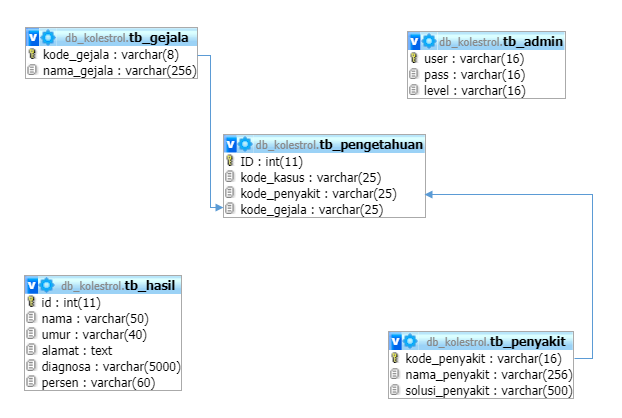 v db_kolestrol.tb_gejala
kode_gejala : varchar(8)
nama_gejala : varchar(256)
v db_kolestrol.tb_admin
user : varchar(16)
pass : varchar(16)
level : varchar(16)
v db_kolestrol.tb_pengetahuan
ID : int(11)
kode_kasus : varchar(25)
kode_penyakit : varchar(25)
kode_gejala : varchar(25)
v db_kolestrol.tb_hasil
id : int(11)
nama : varchar(50)
umur : varchar(40)
alamat : text
diagnosa : varchar(5000)
persen : varchar(60)
v db_kolestrol.tb_penyakit
kode_penyakit : varchar(16)
nama_penyakit : varchar(256)
solusi_penyakit : varchar(500)